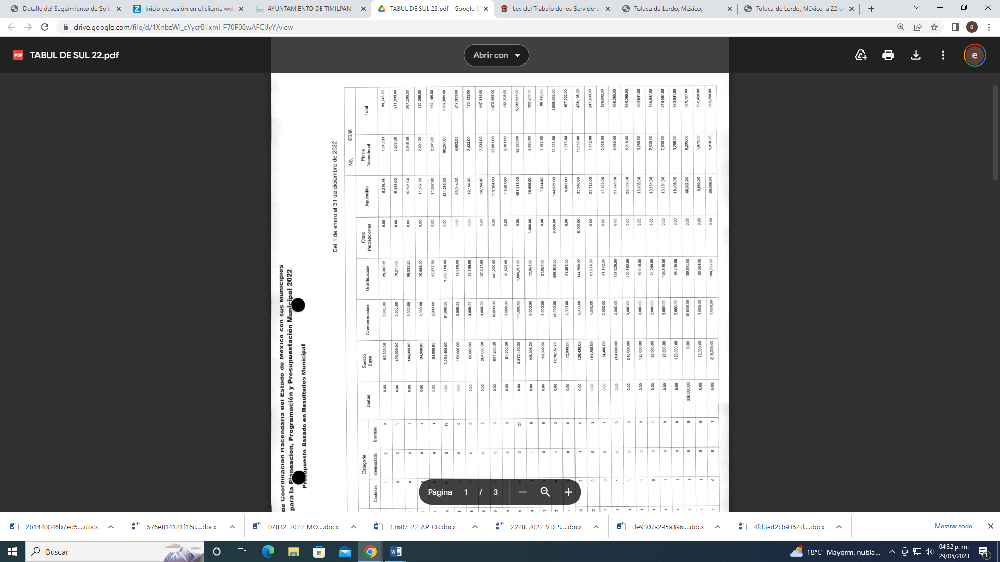 Detalle del Seguimiento de Solic
Inicio de sesión en el cliente web
ipo AYUNTAMIENTO DE TIMILPAN -
TABUL DE SUL 22.pdf - Google D
Ley del Trabajo de los Servidores
Toluca de Lerdo, México,
Toluca de Lerdo, México, a 22 de
drive.google.com/file/d/1XnbzWl_cYycrB1xmI-F70F08wAFClJyY/view
e
PDF TABUL DE SUL 22.pdf
Abrir con
e
de Coordinacion Hacendaria del Estado de Mexico con sus Municipios
para la Planeacion, Programación y Presupuestación Municipal 2022
Presupuesto Basado en Resultados Municipal
Del 1 de enero al 31 de diciembre de 2022
No. 0036
Categoría Dietas Sueldo Base Compensación Gratificación Otras Percepciones Aguinaldo Prima Vacacional Total
Confianza Sindicalizado Eventual
1 0 0 0.00 60,000.00 3,000.00 26,380.56 0.00 8,219.14 1,643.83 99,243.53
0 0 1 0.00 120,000.00 2,000.00 70,213.00 0.00 16,438.00 3,288.00 211,939.00
0 0 1 0.00 144,000.00 3,000.00 96,535.20 0.00 19,725.94 3,945.19 267,206.33
0 1 0.00 84,000.00 2,000.00 20,588.00 0.00 11,507.00 2,301.00 120,396.00
0 1 0.00 84,000.00 2,000.00 52,377.00 0.00 11,507.00 2,301.00 152,185.00
0 19 0.00 3,294,405.00 91,000.00 1,880,718.00 0.00 451,285.00 90,257.00 5,807,665.00
0 0 0.00 168,000.00 3,000.00 19,316.00 0.00 23,014.00 4,603.00 217,933.00
0 0 0.00 88,800.00 3,000.00 63,736.00 0.00 12,164.00 2,433.00 170,133.00
0 0 0.00 264,000.00 3,000.00 137,017.00 0.00 36,164.00 7,233.00 447,414.00
0 3 0.00 871,200.00 18,000.00 441,200.00 0.00 119,304.00 23,861.00 1,473,565.00
0 0 0.00 84,000.00 3,000.00 31,520.00 0.00 11,507.00 2,301.00 132,328.00
0 27 0.00 3,372,190.00 111,000.00 1,665,201.00 0.00 461,911.00 92,383.00 5,702,685.00
1 0 0.00 198,028.00 9,000.00 72,691.00 3,600.00 29,906.00 9,060.00 322,285.00
0 0 0.00 53,392.00 3,000.00 21,021.00 0.00 7,314.00 1,463.00 86,190.00
1 2 0.00 1,036,157.00 46,000.00 588,308.00 9,000.00 144,925.00 32,293.00 1,856,683.00
0 0 0.00 72,000.00 2,000.00 21,386.00 0.00 9,863.00 1,973.00 107,222.00
2 1 0 0.00 220,436.00 9,000.00 144,768.00 5,400.00 33,346.00 10,158.00 423,108.00
0 0 2 0.00 151,200.00 4,000.00 67,576.00 0.00 20,712.00 4,142.00 247,630.00
0 0 1 0.00 74,400.00 2,000.00 41,172.00 0.00 10,192.00 2,038.00 129,802.00
1 0 0 0.00 204,000.00 3,000.00 167,826.00 0.00 27,945.00 5,589.00 408,360.00
1 0 0 0.00 216,000.00 3,000.00 100,792.00 0.00 29,589.00 5,918.00 355,299.00
1 0 0 0.00 120,000.00 3,000.00 59,915.00 0.00 16,438.00 3,288.00 202,641.00
0 0 1 0.00 96,000.00 2,000.00 21,266.00 0.00 13,151.00 2,630.00 135,047.00
1 0 0 0.00 96,000.00 3,000.00 104,816.00 0.00 13,151.00 2,630.00 219,597.00
1 0 0 0.00 120,000.00 2,000.00 86,315.00 0.00 16,438.00 3,288.00 228,041.00
1 0 0 336,000.00 0.00 10,000.00 189,895.00 0.00 46,027.00 9,205.00 591,127.00
1 0 0 0.00 72,000.00 3,000.00 80,584.00 0.00 9,863.00 1,973.00 167,420.00
0 0 1 0.00 216,000.00 3,000.00 100,792.00 0.00 29,589.00 5,918.00 355,299.00
Página 1 / 3
2b1440046b7ed5....docx
576e814181f16c....docx
07832_2022_MO....docx
13607_22_AP_CR.docx
2228_2022_VD_S....docx
de9307a295a396....docx
4fd3ed2cb9352d....docx
Mostrar todo
Buscar
18°C Mayorm. nubla...
04:32 p. m.
29/05/2023
1